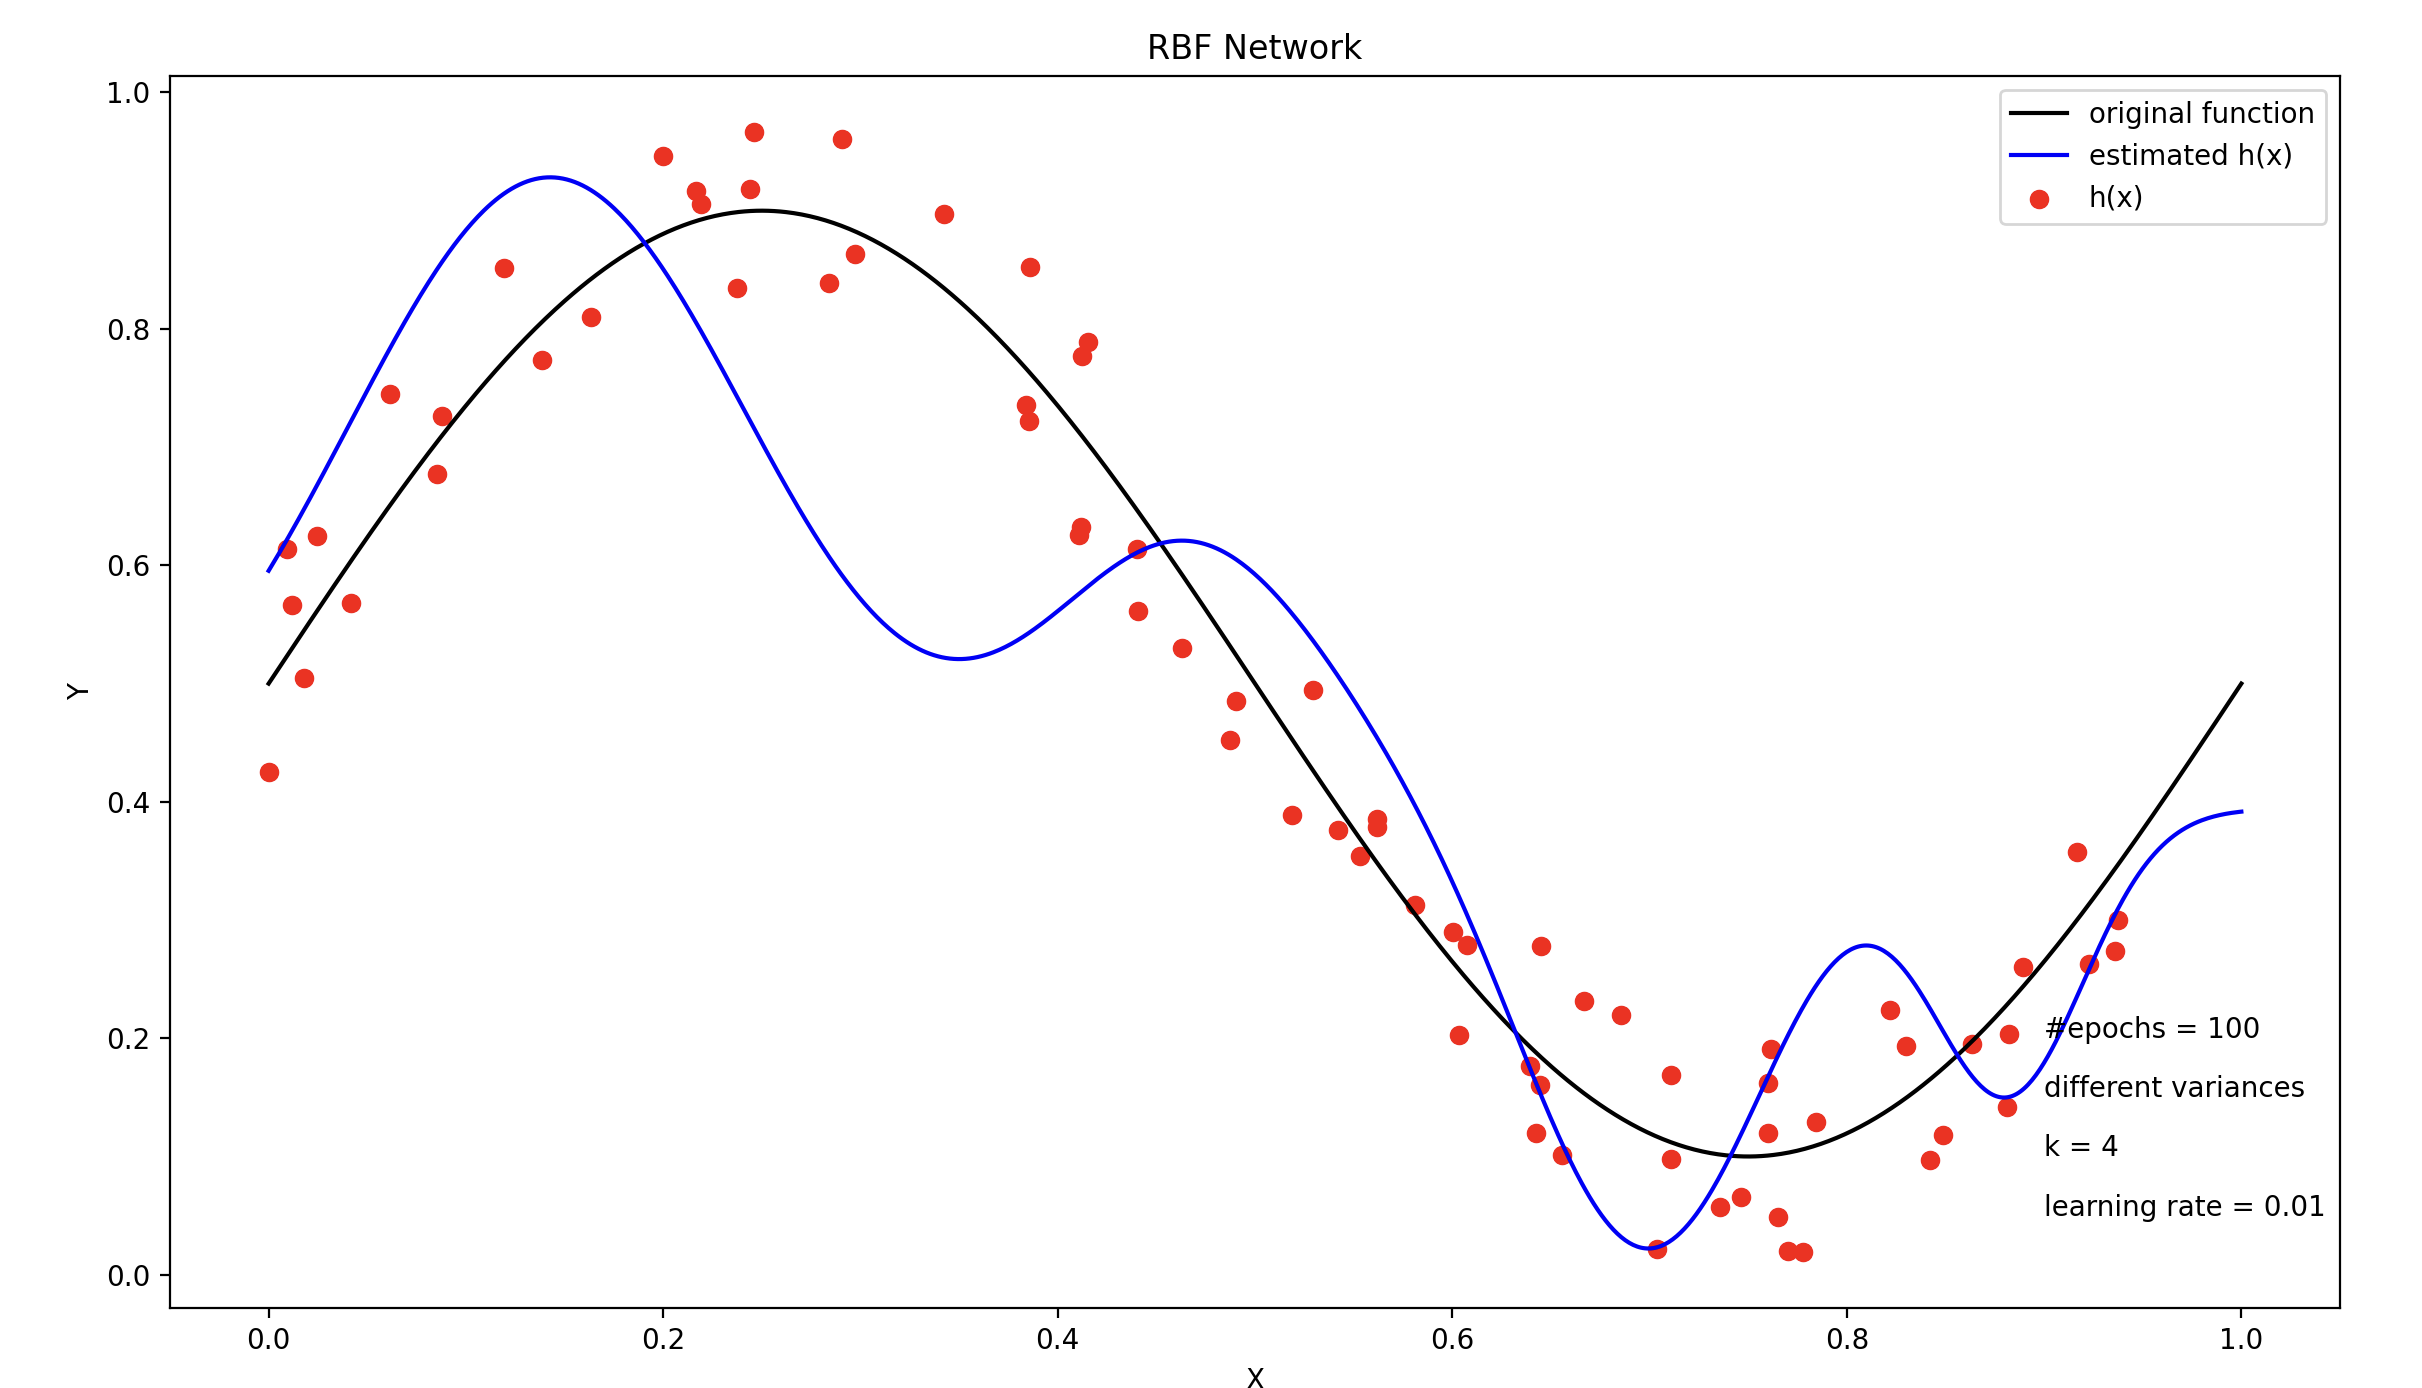 RBF Network
1.0
0.8
0.6
0.4
0.2
0.0
Y
original function
estimated h(x)
h(x)
#epochs = 100
different variances
k = 4
learning rate = 0.01
0.0 0.2 0.4 0.6 0.8 1.0
X